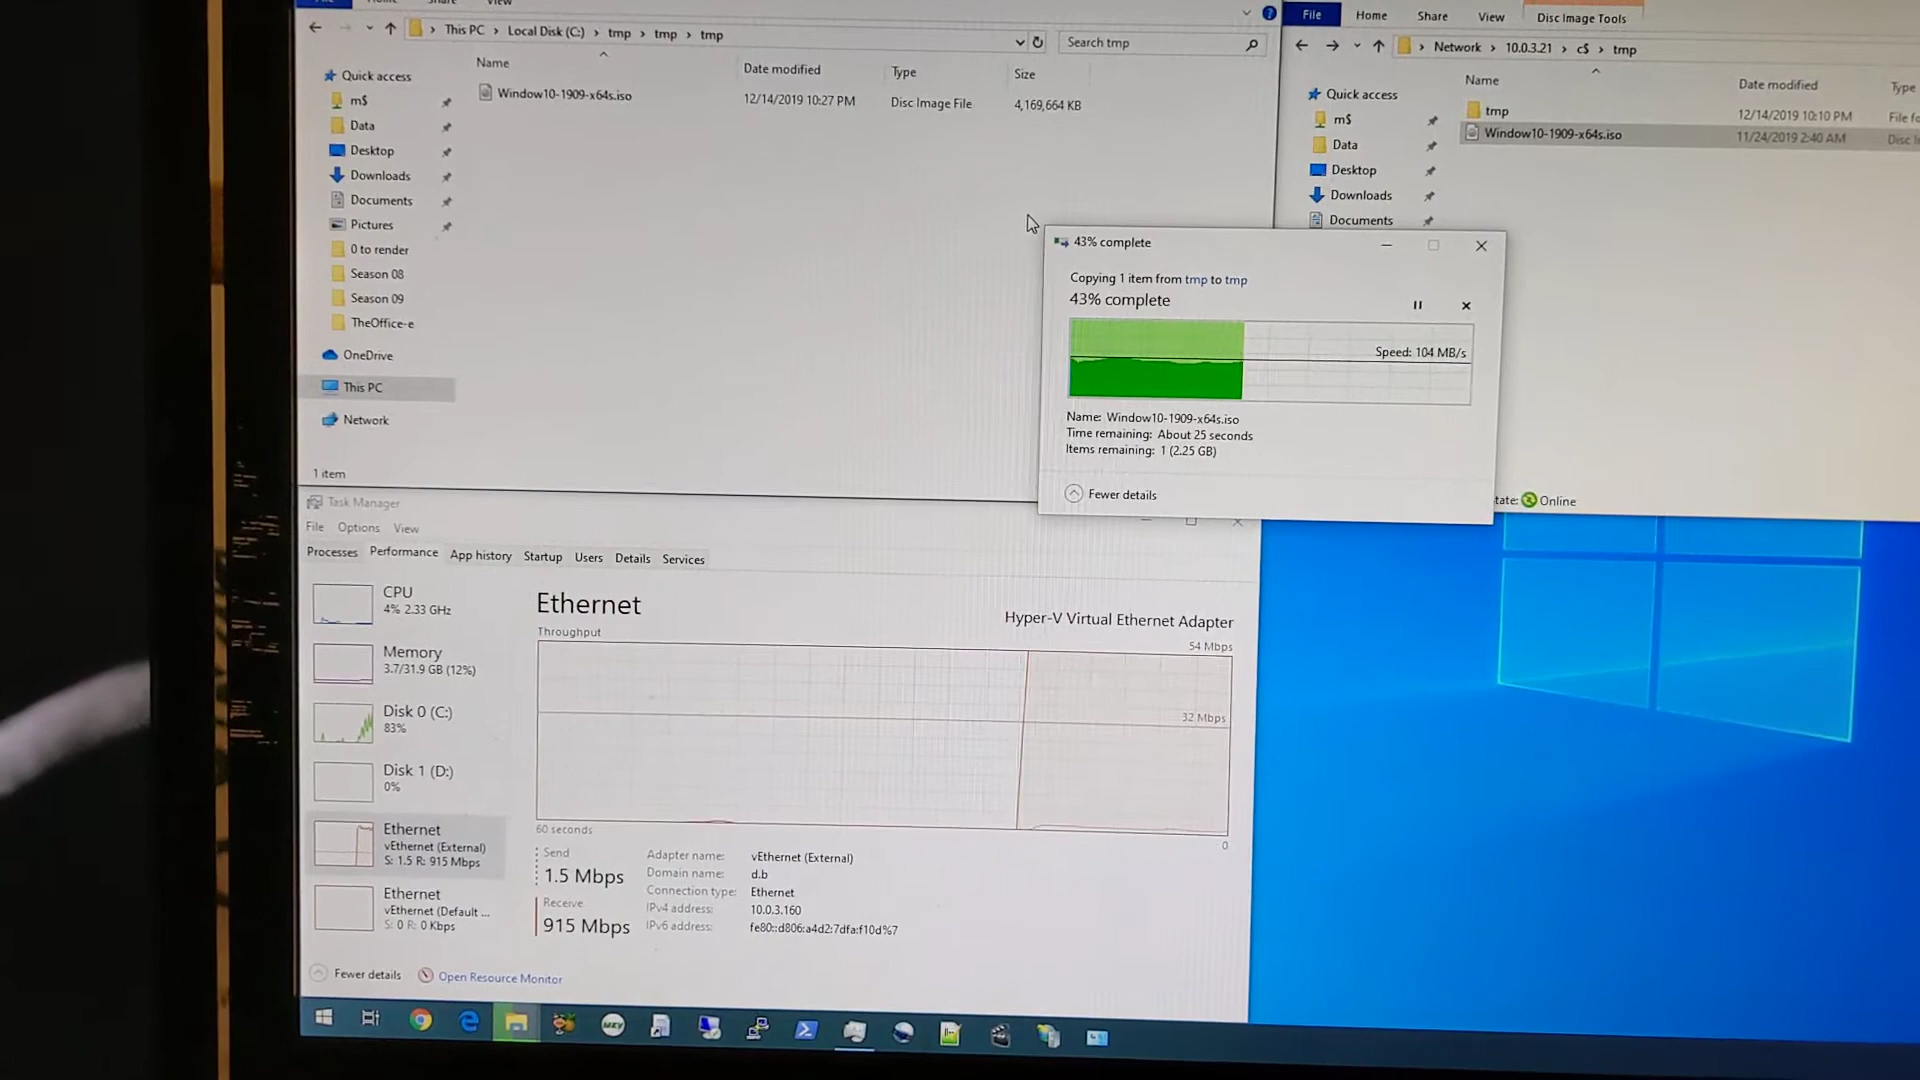 Home
Share
View
This PC > Local Disk (C:) > tmp > tmp > tmp
Search tmp
Name
Date modified
Type
Size
Window10-1909-x64s.iso
12/14/2019 10:27 PM
Disc Image File
4,169,664 KB
Quick access
m$
Data
Desktop
Downloads
Documents
Pictures
0 to render
Season 08
Season 09
TheOffice-e
OneDrive
This PC
Network
1 item
File
Home
Share
View
Disc Image Tools
Network > 10.0.3.21 > c$ > tmp
Name
Date modified
Type
tmp
12/14/2019 10:10 PM
File fo
Window10-1909-x64s.iso
11/24/2019 2:40 AM
Disc I
Quick access
m$
Data
Desktop
Downloads
Documents
tate: Online
43% complete
Copying 1 item from tmp to tmp
43% complete
Speed: 104 MB/s
Name: Window10-1909-x64s.iso
Time remaining: About 25 seconds
Items remaining: 1 (2.25 GB)
Fewer details
Task Manager
File Options View
Processes Performance App history Startup Users Details Services
CPU
4% 2.33 GHz
Memory
3.7/31.9 GB (12%)
Disk 0 (C:)
83%
Disk 1 (D:)
0%
Ethernet
vEthernet (External)
S: 1.5 R: 915 Mbps
Ethernet
vEthernet (Default ...
S: 0 R: 0 Kbps
Ethernet
Hyper-V Virtual Ethernet Adapter
Throughput
54 Mbps
32 Mbps
60 seconds
0
Send
1.5 Mbps
Receive
915 Mbps
Adapter name: vEthernet (External)
Domain name: d.b
Connection type: Ethernet
IPv4 address: 10.0.3.160
IPv6 address: fe80::d806:a4d2:7dfa:f10d%7
Fewer details
Open Resource Monitor